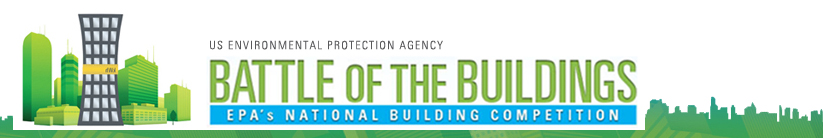 US ENVIRONMENTAL PROTECTION AGENCY
BATTLE OF THE BUILDINGS
EPA's NATIONAL BUILDING COMPETITION